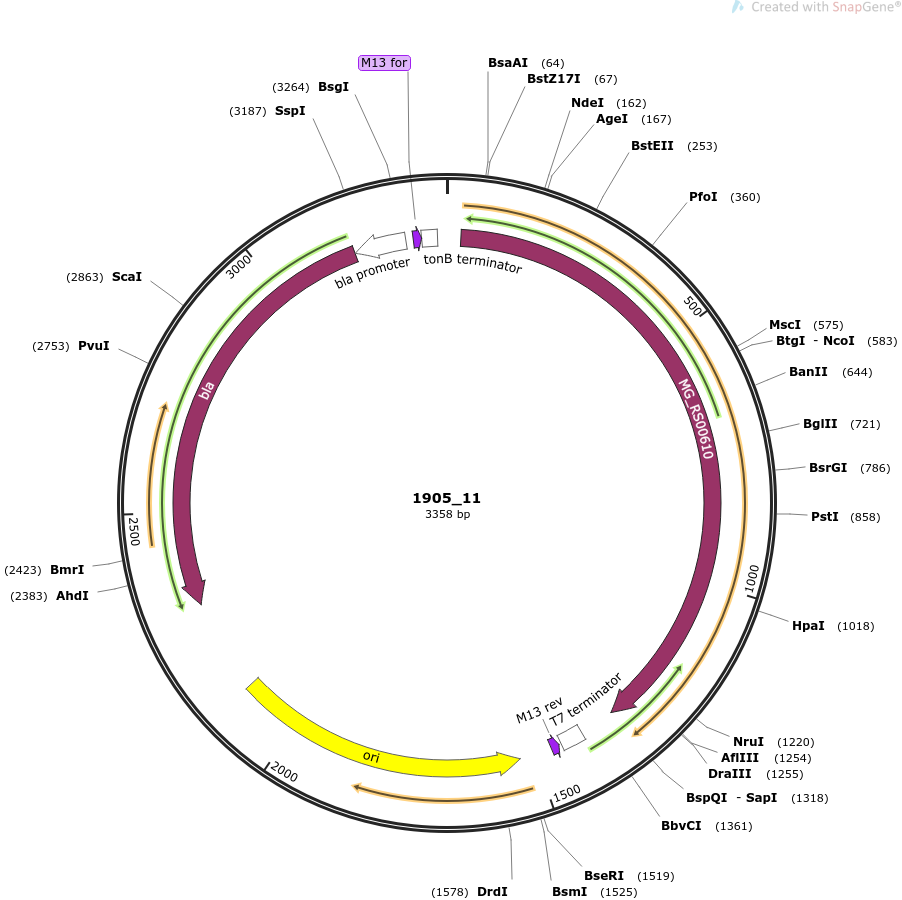 Created with SnapGene®
M13 for
(3264) BsgI
(3187) SspI
BsaAI (64)
BstZ17I (67)
NdeI (162)
AgeI (167)
BstEII (253)
PfoI (360)
MscI (575)
BtgI - NcoI (583)
BanII (644)
BglII (721)
BsrGI (786)
PstI (858)
HpaI (1018)
NruI (1220)
AflIII (1254)
DraIII (1255)
BspQI - SapI (1318)
BbvCI (1361)
BseRI (1519)
BsmI (1525)
(1578) DrdI
(2383) AhdI
(2423) BmrI
(2753) PvuI
(2863) ScaI
500
1000
1500
2000
2500
3000
bla promoter
tonB terminator
MG_RS00610
T7 terminator
M13 rev
ori
bla
1905_11
3358 bp